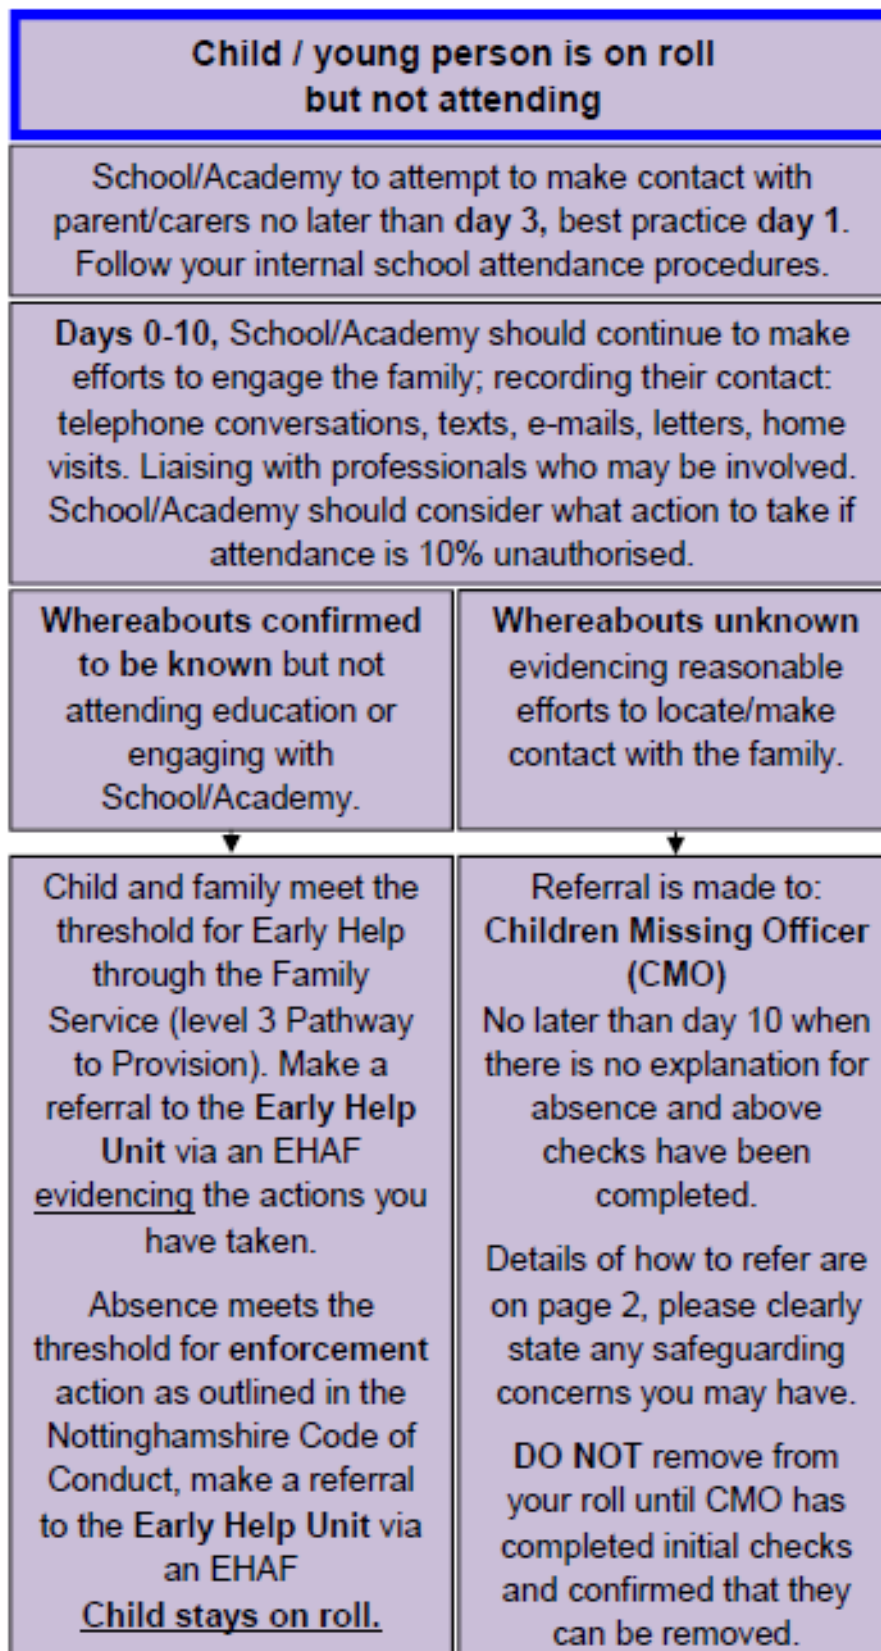 Child / young person is on roll
but not attending
School/Academy to attempt to make contact with
parent/carers no later than day 3, best practice day 1.
Follow your internal school attendance procedures.
Days 0-10, School/Academy should continue to make
efforts to engage the family; recording their contact:
telephone conversations, texts, e-mails, letters, home
visits. Liaising with professionals who may be involved.
School/Academy should consider what action to take if
attendance is 10% unauthorised.
Whereabouts confirmed
to be known but not
attending education or
engaging with
School/Academy.
Whereabouts unknown
evidencing reasonable
efforts to locate/make
contact with the family.
Child and family meet the
threshold for Early Help
through the Family
Service (level 3 Pathway
to Provision). Make a
referral to the Early Help
Unit via an EHAF
evidencing the actions you
have taken.
Absence meets the
threshold for enforcement
action as outlined in the
Nottinghamshire Code of
Conduct, make a referral
to the Early Help Unit via
an EHAF
Child stays on roll.
Referral is made to:
Children Missing Officer
(CMO)
No later than day 10 when
there is no explanation for
absence and above
checks have been
completed.
Details of how to refer are
on page 2, please clearly
state any safeguarding
concerns you may have.
DO NOT remove from
your roll until CMO has
completed initial checks
and confirmed that they
can be removed.